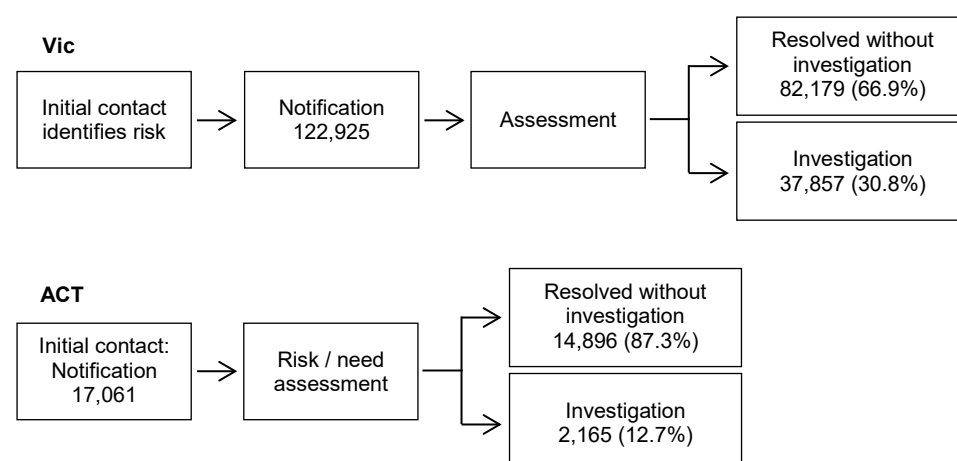 Vic
Initial contact
identifies risk
Notification
122,925
Assessment
Resolved without
investigation
82,179 (66.9%)
Investigation
37,857 (30.8%)
ACT
Initial contact:
Notification
17,061
Risk / need
assessment
Resolved without
investigation
14,896 (87.3%)
Investigation
2,165 (12.7%)